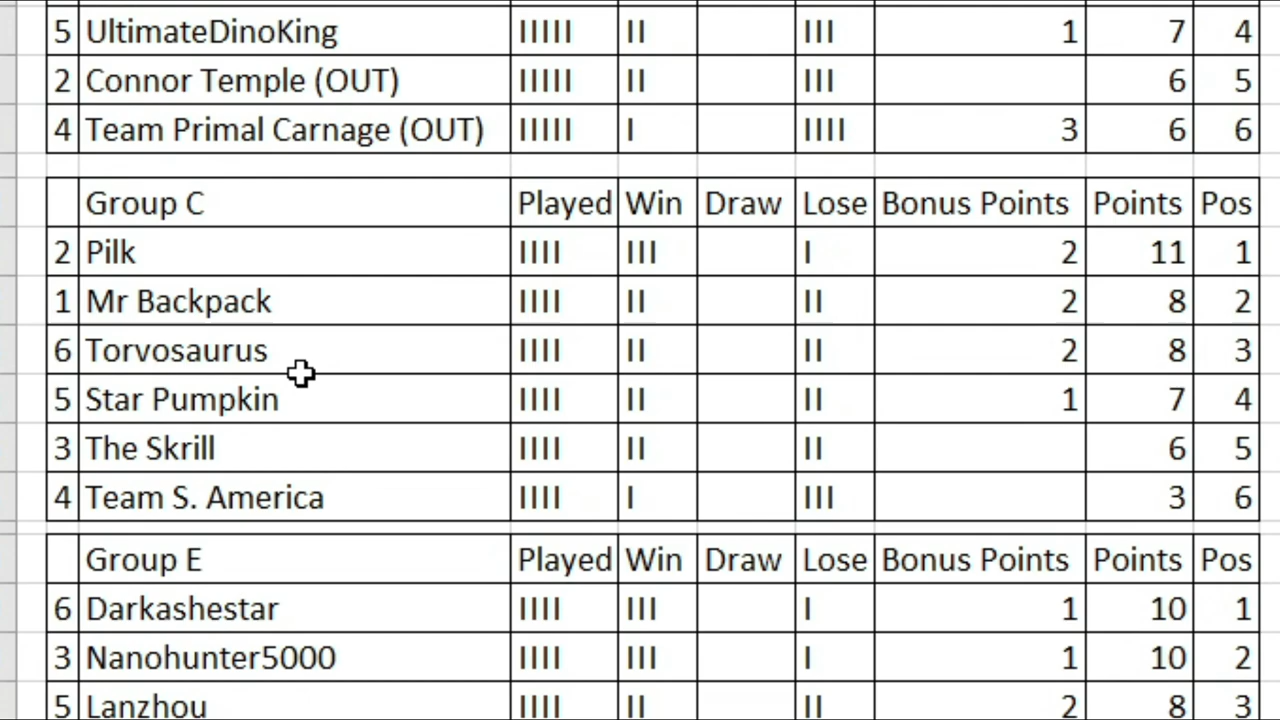 5 UltimateDinoKing IIIII II III 1 7 4
2 Connor Temple (OUT) IIIII II III 6 5
4 Team Primal Carnage (OUT) IIIII I IIII 3 6 6
Group C Played Win Draw Lose Bonus Points Points Pos
2 Pilk IIII III I 2 11 1
1 Mr Backpack IIII II II 2 8 2
6 Torvosaurus IIII II II 2 8 3
5 Star Pumpkin IIII II II 1 7 4
3 The Skrill IIII II II 6 5
4 Team S. America IIII I III 3 6
Group E Played Win Draw Lose Bonus Points Points Pos
6 Darkashestar IIII III I 1 10 1
3 Nanohunter5000 IIII III I 1 10 2
5 Lanzhou IIII II II 2 8 3